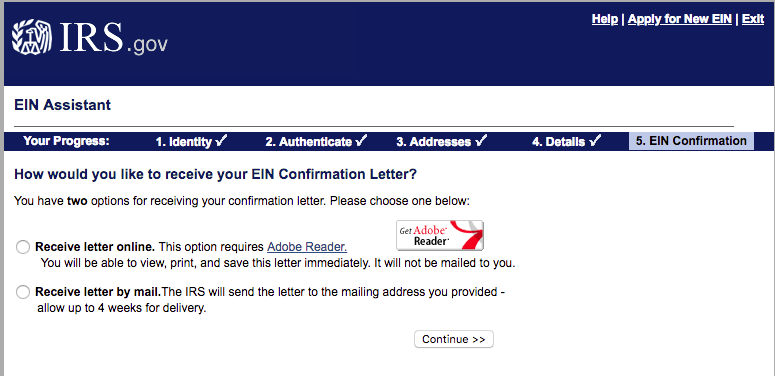 Help | Apply for New EIN | Exit
IRS.gov
EIN Assistant
Your Progress: 1. Identity ✓ 2. Authenticate ✓ 3. Addresses ✓ 4. Details ✓ 5. EIN Confirmation
How would you like to receive your EIN Confirmation Letter?
You have two options for receiving your confirmation letter. Please choose one below:
Get Adobe®
Reader®
Receive letter online. This option requires Adobe Reader.
You will be able to view, print, and save this letter immediately. It will not be mailed to you.
Receive letter by mail.The IRS will send the letter to the mailing address you provided -
allow up to 4 weeks for delivery.
Continue >>